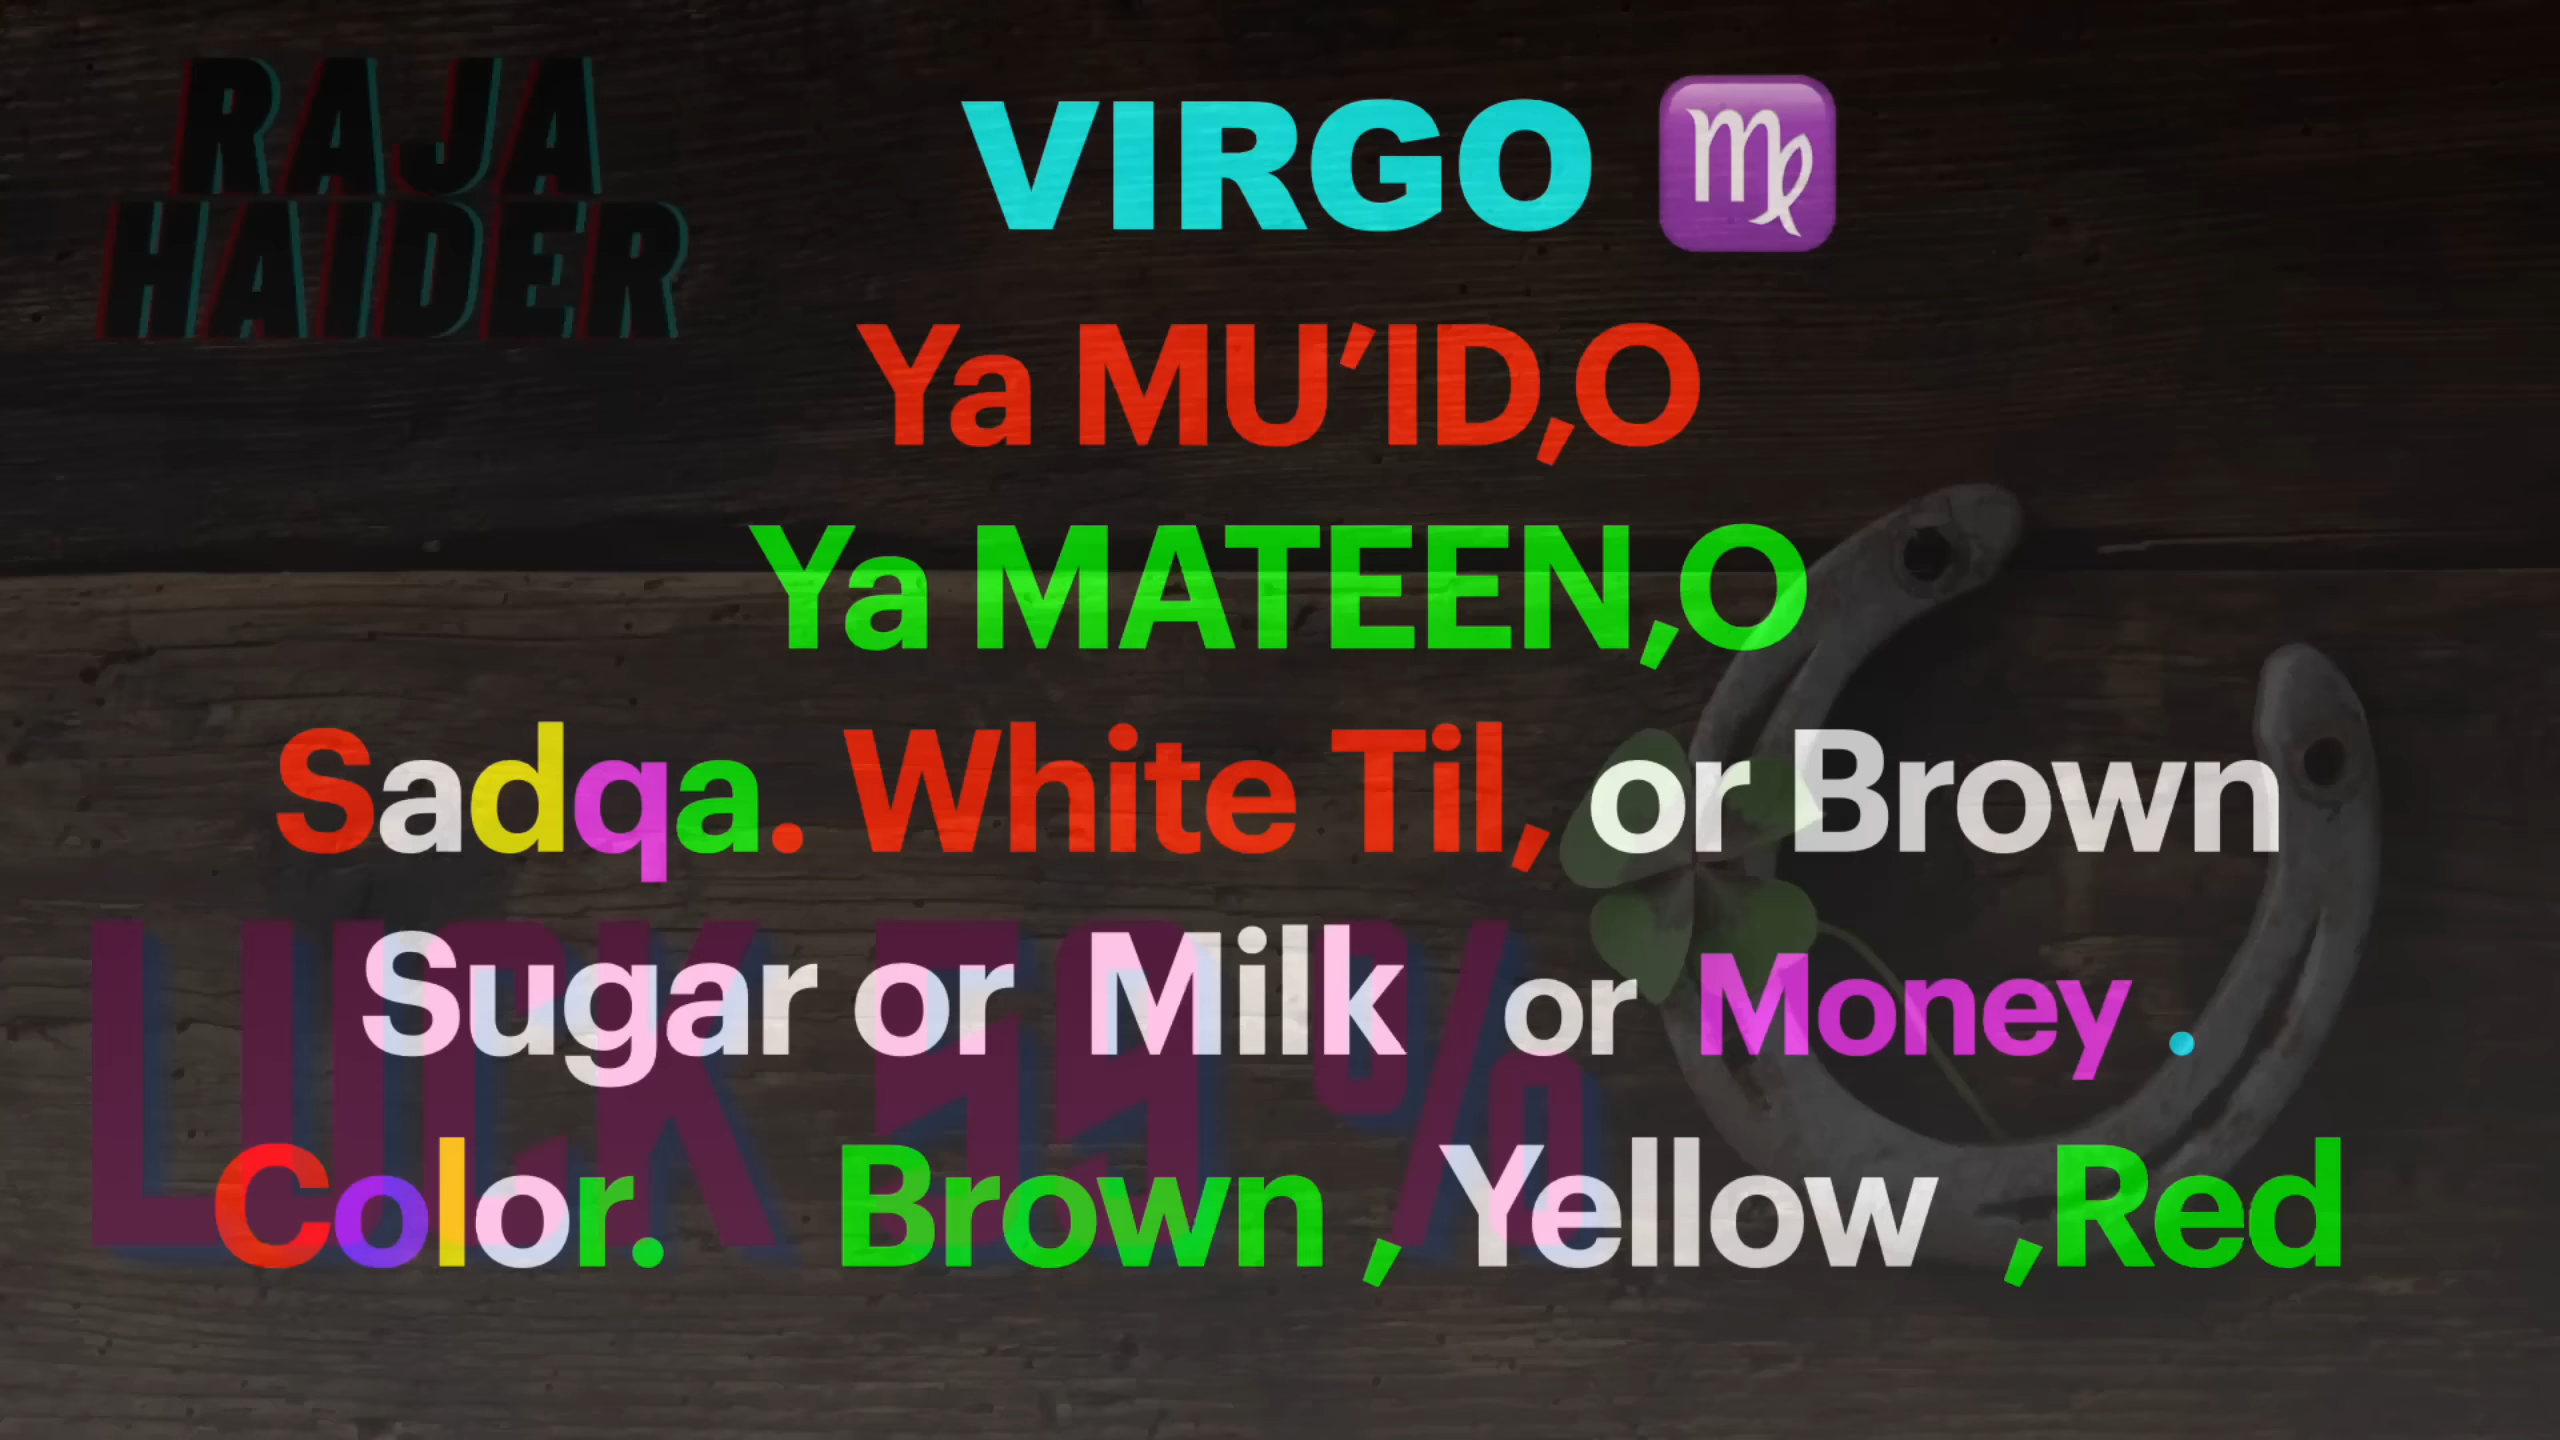 RAJA
HAIDER
VIRGO ♍
Ya MU’ID,O
Ya MATEEN,O
Sadqa. White Til, or Brown
Sugar or Milk or Money .
Color. Brown , Yellow ,Red
LUCK %